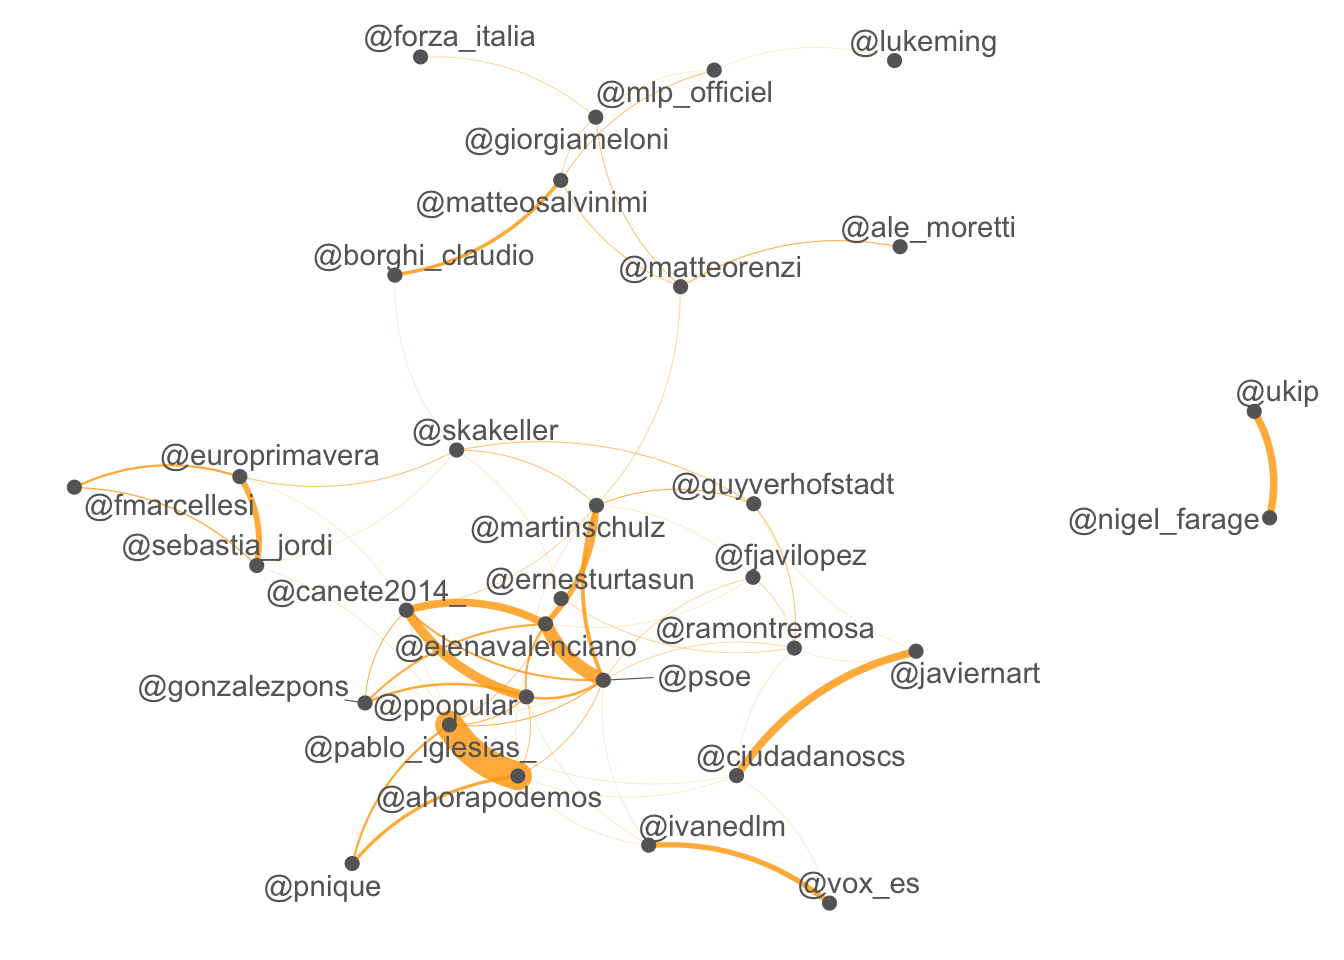 @forza_italia
@lukeming
@mlp_officiel
@giorgiameloni
@matteosalvinimi
@ale_moretti
@borghi_claudio
@matteorenzi
@ukip
@skakeller
@europrimavera
@guyverhofstadt
@fmarcellesi
@nigel_farage
@martinschulz
@sebastia_jordi
@fjavilopez
@ernesturtasun
@canete2014_
@ramontremosa
@elenavalenciano
@javiernart
@psoe
@gonzalezpons
@ppopular
@pablo_iglesias_
@ciudadanoscs
@ahorapodemos
@ivanedlm
@pnique
@vox_es